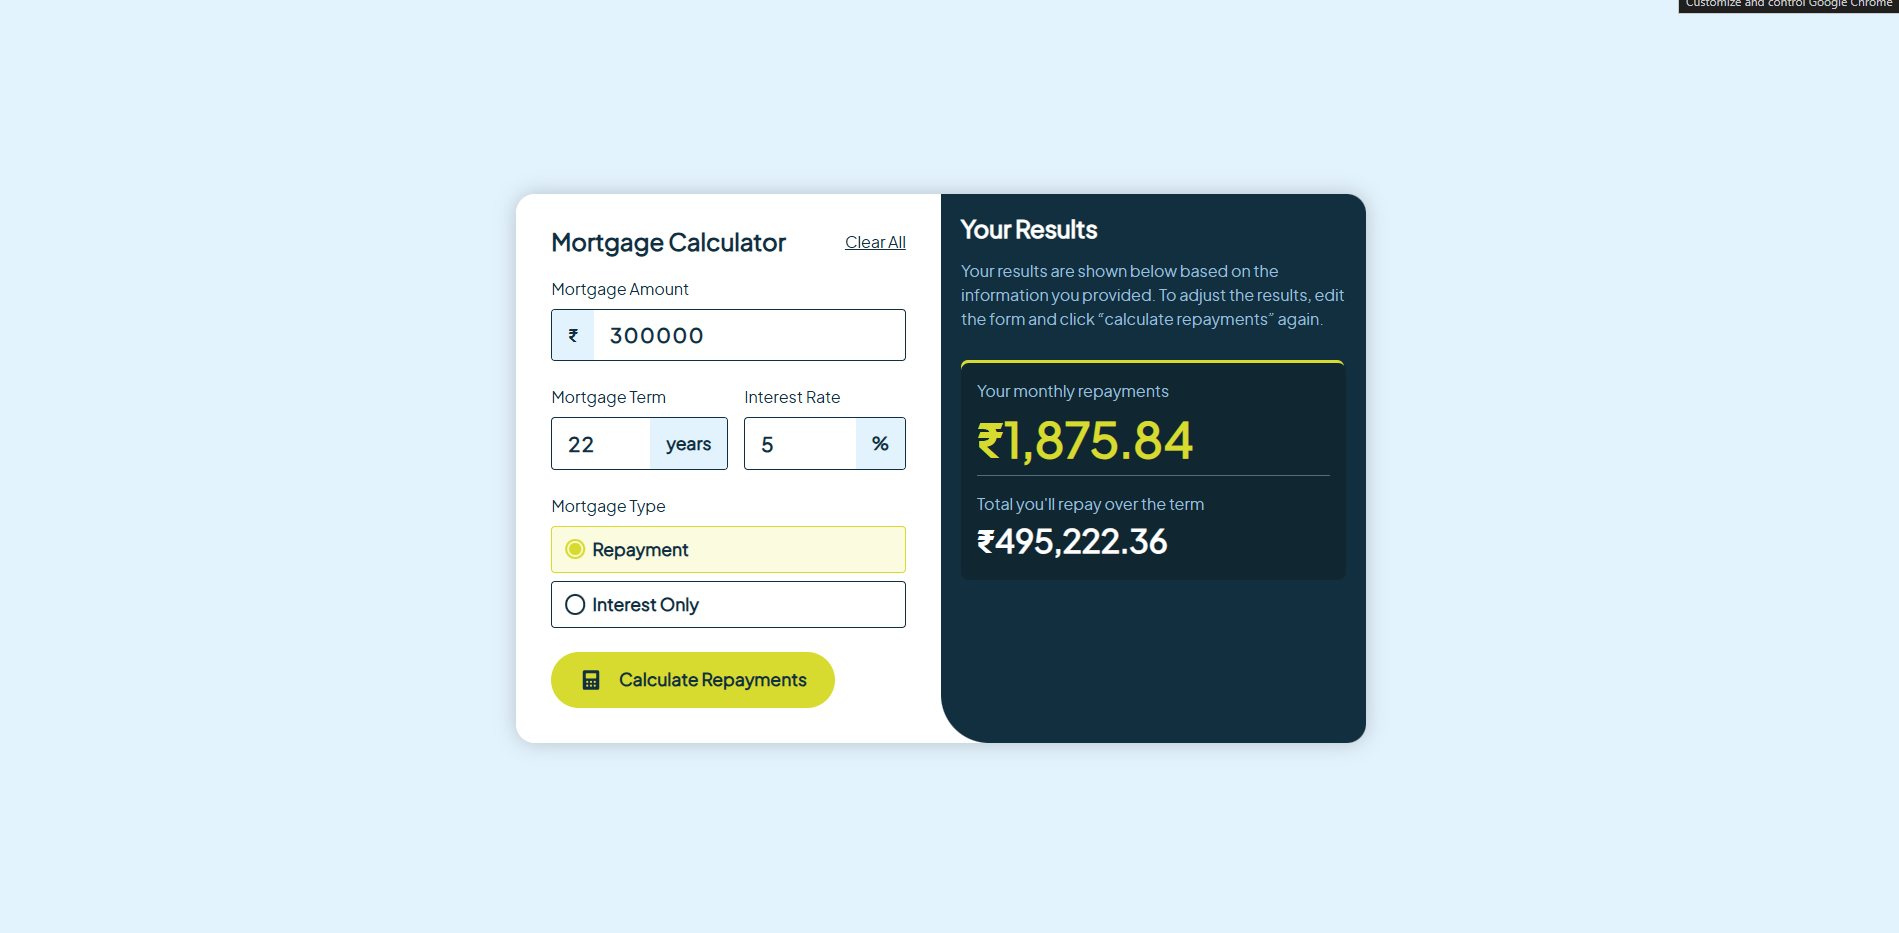 Customize and control Google Chrome
Mortgage Calculator
Clear All
Mortgage Amount
₹ 300000
Mortgage Term
Interest Rate
22 years
5 %
Mortgage Type
Repayment
Interest Only
Calculate Repayments
Your Results
Your results are shown below based on the
information you provided. To adjust the results, edit
the form and click “calculate repayments” again.
Your monthly repayments
₹1,875.84
Total you'll repay over the term
₹495,222.36